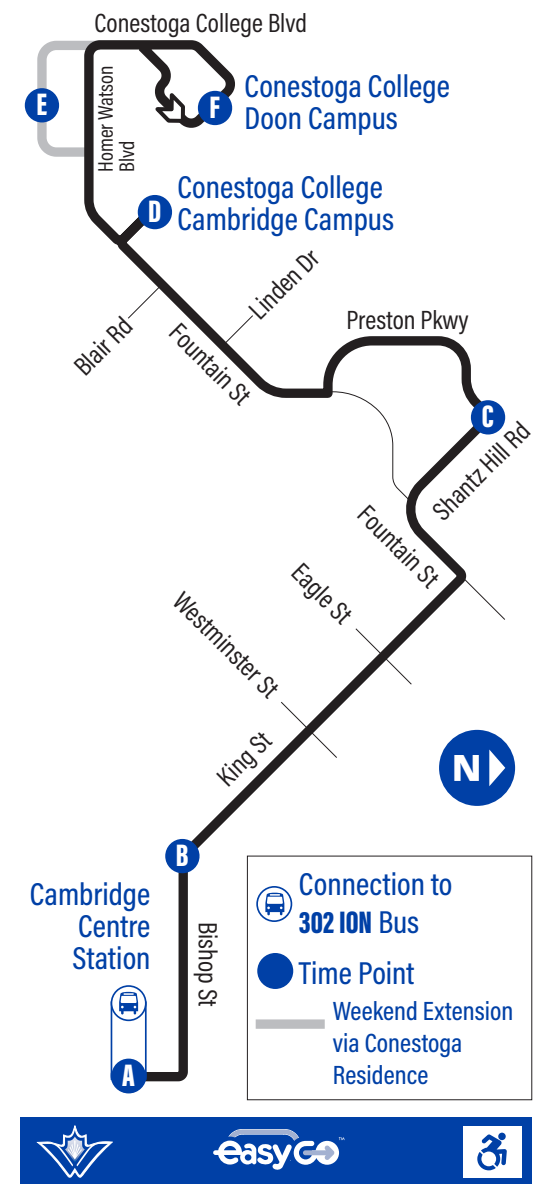 Conestoga College Blvd
E
Homer Watson
Blvd
F
Conestoga College
Doon Campus
D
Conestoga College
Cambridge Campus
Linden Dr
Blair Rd
Fountain St
Preston Pkwy
C
Shantz Hill Rd
Fountain St
Eagle St
Westminster St
King St
N
B
Cambridge
Centre
Station
Bishop St
A
Connection to
302 ION Bus
Time Point
Weekend Extension
via Conestoga
Residence
easyGO™